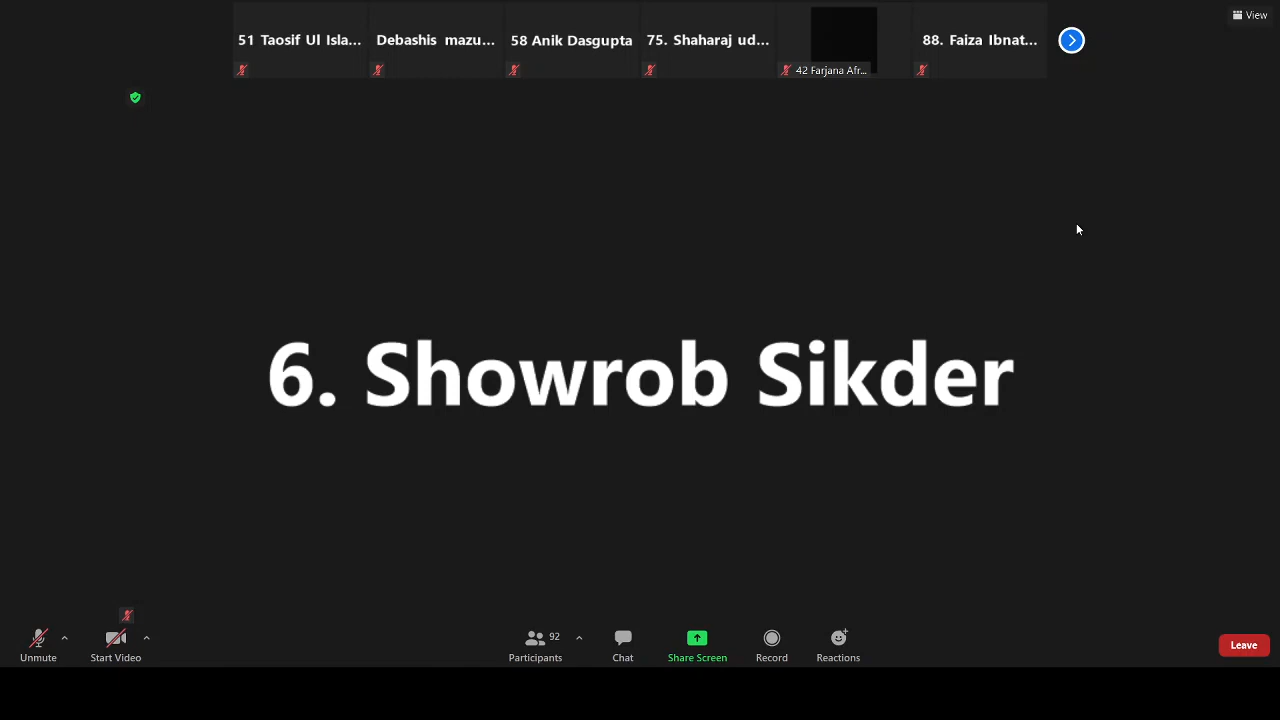 View
51 Taosif Ul Isla...
Debashis mazu...
58 Anik Dasgupta
75. Shaharaj ud...
42 Farjana Afr...
88. Faiza Ibnat...
6. Showrob Sikder
Unmute
Start Video
92
Participants
Chat
Share Screen
Record
Reactions
Leave